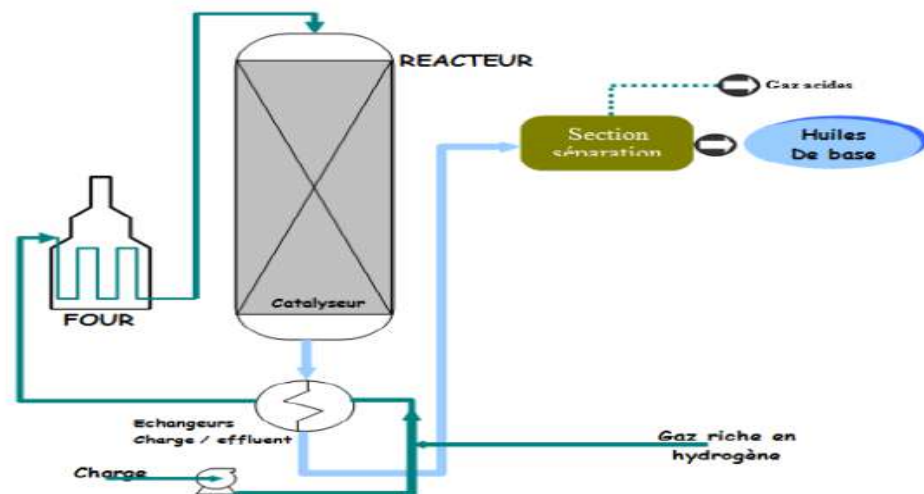 REACTEUR
Gaz acides
Section
séparation
Huiles
De base
Catalyseur
FOUR
Echangeurs
Charge / effluent
Gaz riche en
hydrogène
Charge